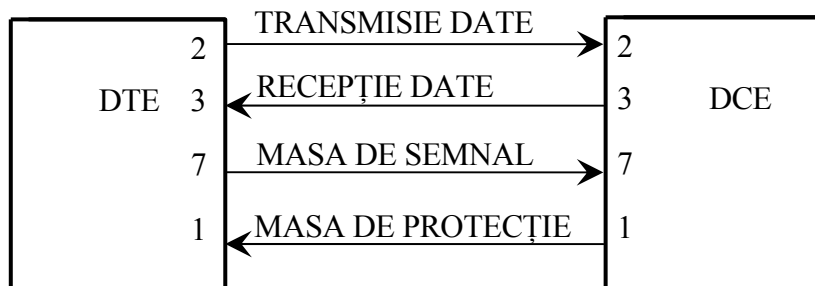 TRANSMISIE DATE
2 2
RECEPȚIE DATE
DTE 3 3 DCE
MASA DE SEMNAL
7 7
MASA DE PROTECȚIE
1 1